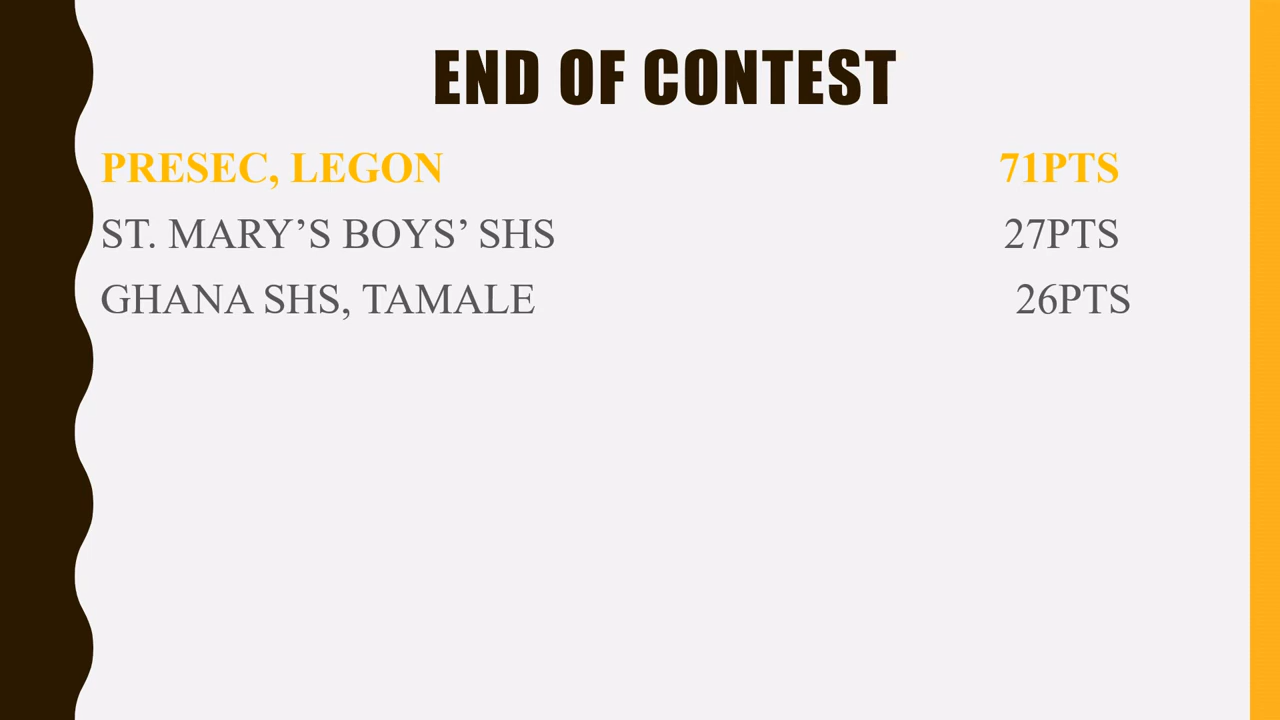 END OF CONTEST
PRESEC, LEGON 71PTS
ST. MARY’S BOYS’ SHS 27PTS
GHANA SHS, TAMALE 26PTS